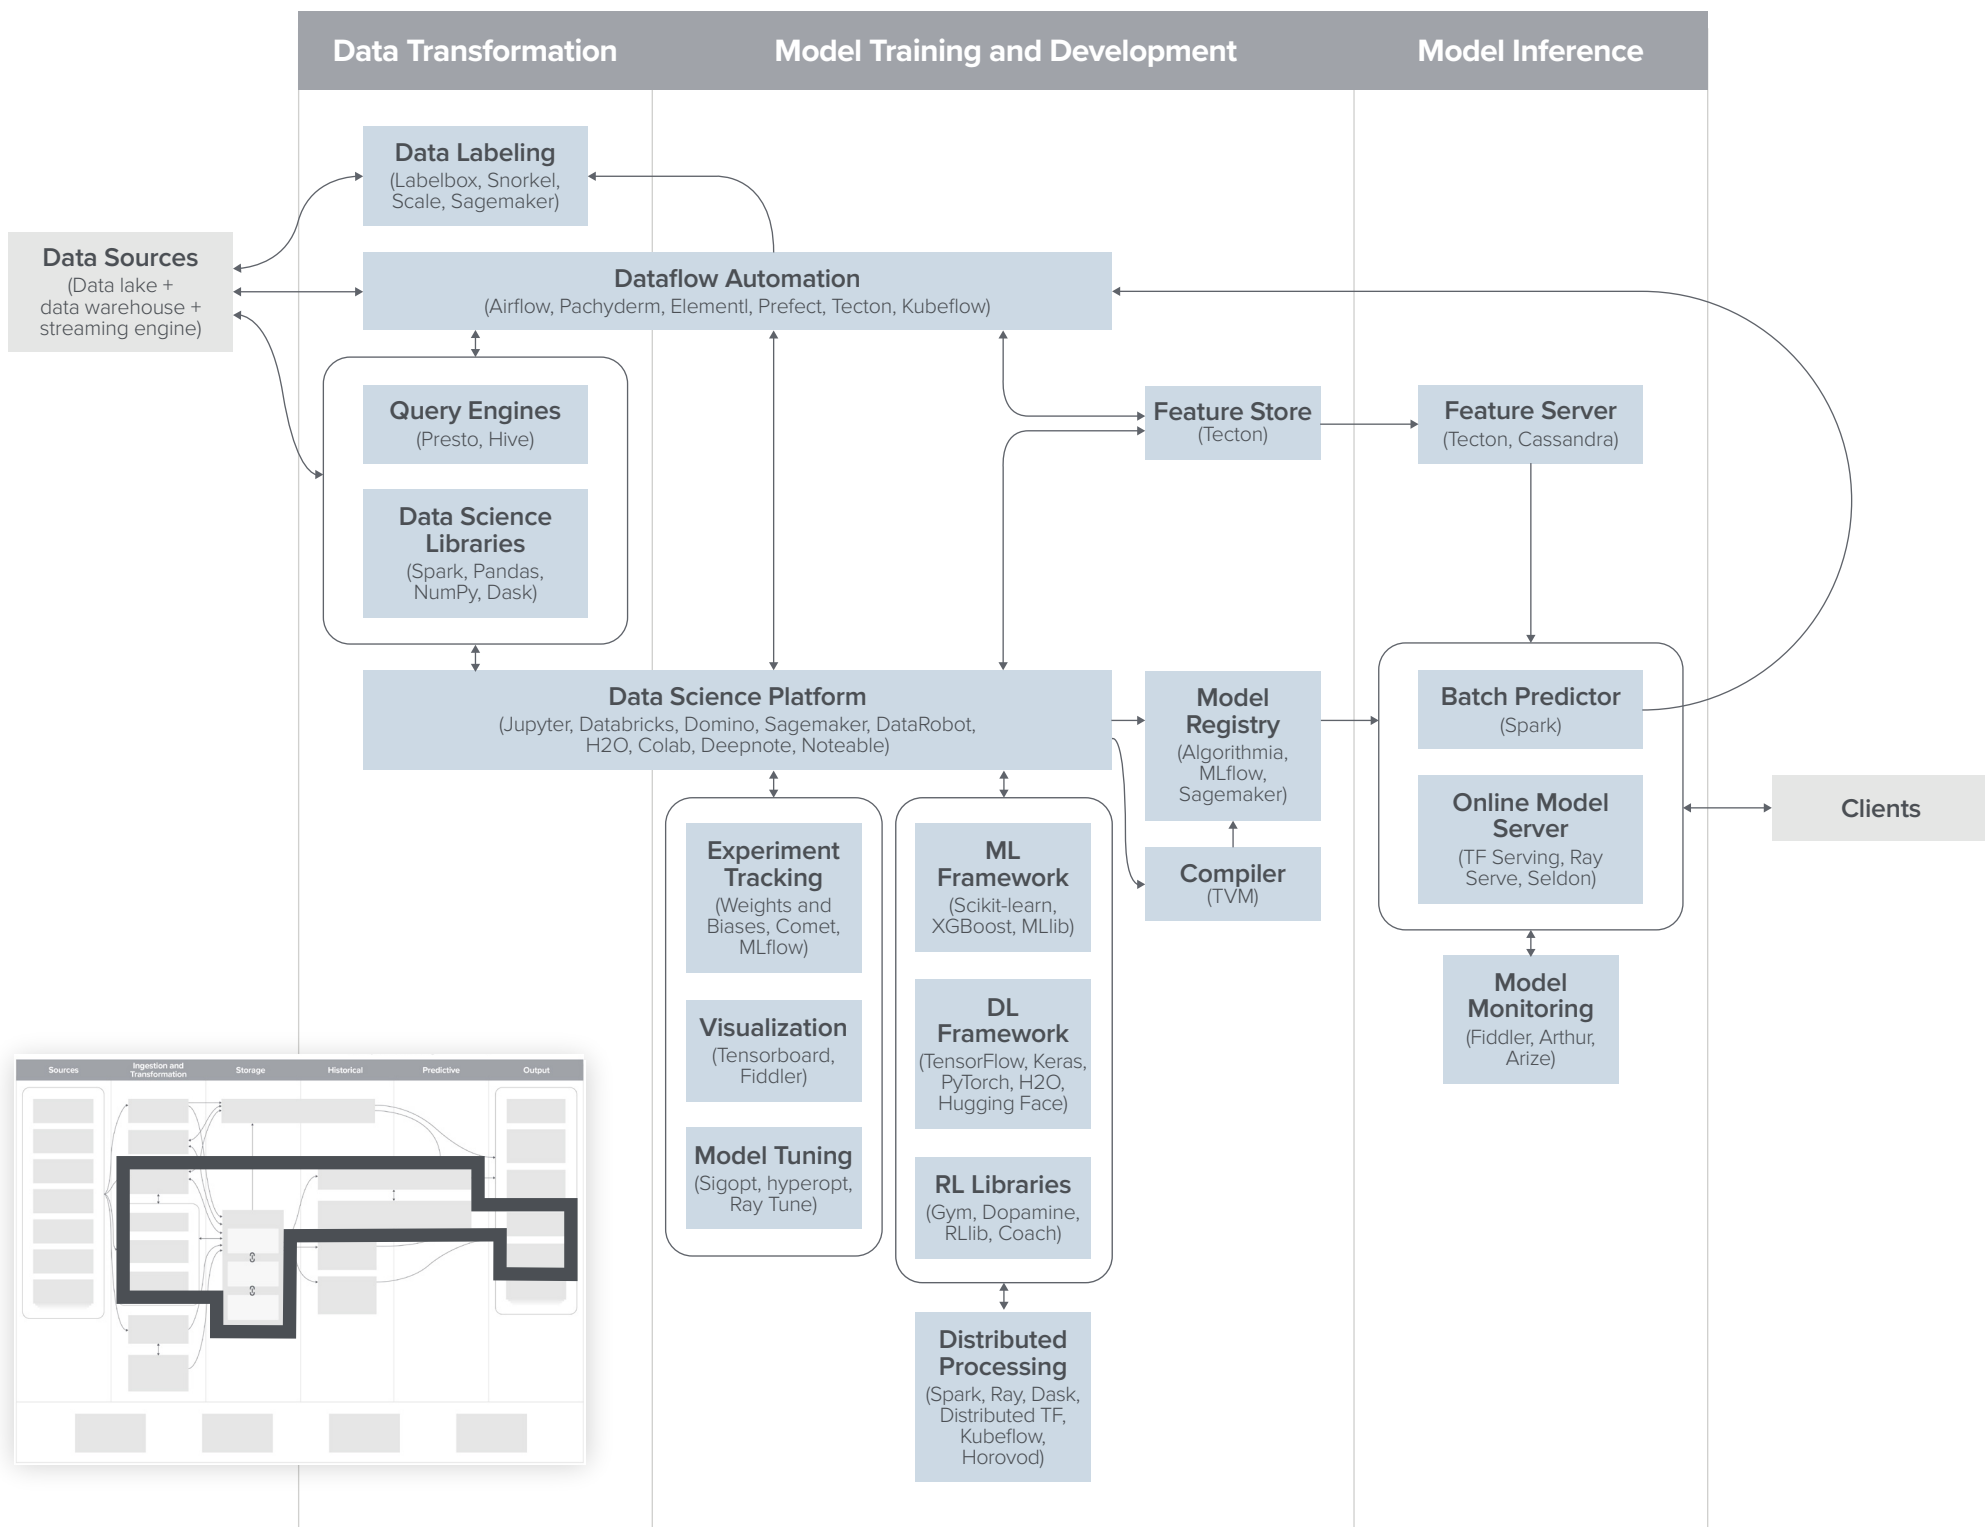 Data Transformation
Model Training and Development
Model Inference
Data Labeling
(Labelbox, Snorkel,
Scale, Sagemaker)
Data Sources
(Data lake +
data warehouse +
streaming engine)
Dataflow Automation
(Airflow, Pachyderm, Elementl, Prefect, Tecton, Kubeflow)
Query Engines
(Presto, Hive)
Feature Store
(Tecton)
Feature Server
(Tecton, Cassandra)
Data Science
Libraries
(Spark, Pandas,
NumPy, Dask)
Data Science Platform
(Jupyter, Databricks, Domino, Sagemaker, DataRobot,
H2O, Colab, Deepnote, Noteable)
Model
Registry
(Algorithmia,
MLflow,
Sagemaker)
Batch Predictor
(Spark)
Online Model
Server
(TF Serving, Ray
Serve, Seldon)
Clients
Experiment
Tracking
(Weights and
Biases, Comet,
MLflow)
ML
Framework
(Scikit-learn,
XGBoost, MLlib)
Compiler
(TVM)
Visualization
(Tensorboard,
Fiddler)
DL
Framework
(TensorFlow, Keras,
PyTorch, H2O,
Hugging Face)
Model
Monitoring
(Fiddler, Arthur,
Arize)
Model Tuning
(Sigopt, hyperopt,
Ray Tune)
RL Libraries
(Gym, Dopamine,
RLlib, Coach)
Distributed
Processing
(Spark, Ray, Dask,
Distributed TF,
Kubeflow,
Horovod)
Sources
Ingestion and
Transformation
Storage
Historical
Predictive
Output